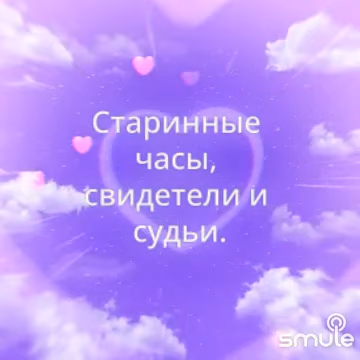 Старинные
часы,
свидетели и
судьи.
smule